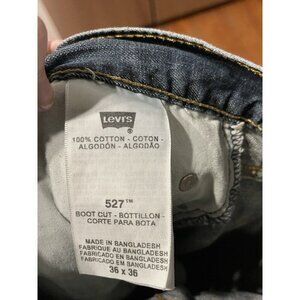 Levi's
100% COTTON - COTON -
ALGODÓN - ALGODÃO
527™
BOOT CUT - BOTTILLON -
CORTE PARA BOTA
MADE IN BANGLADESH
FABRIQUE AU BANGLADESH
FABRICADO EN BANGLADESH
FABRICADO EM BANGLADESH
36 x 36